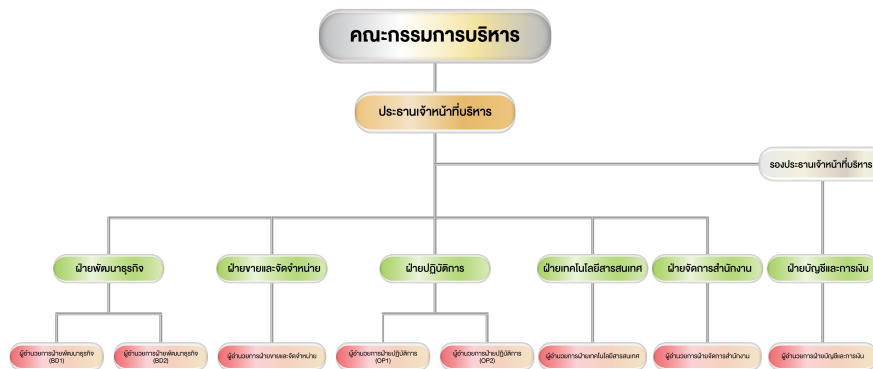 คณะกรรมการบริหาร
ประธานเจ้าหน้าที่บริหาร
รองประธานเจ้าหน้าที่บริหาร
ฝ่ายพัฒนาธุรกิจ
ฝ่ายขายและจัดจำหน่าย
ฝ่ายปฏิบัติการ
ฝ่ายเทคโนโลยีสารสนเทศ
ฝ่ายจัดการสำนักงาน
ฝ่ายบัญชีและการเงิน
ผู้อำนวยการฝ่ายพัฒนาธุรกิจ
(BD1)
ผู้อำนวยการฝ่ายพัฒนาธุรกิจ
(BD2)
ผู้อำนวยการฝ่ายขายและจัดจำหน่าย
ผู้อำนวยการฝ่ายปฏิบัติการ
(OP1)
ผู้อำนวยการฝ่ายปฏิบัติการ
(OP2)
ผู้อำนวยการฝ่ายเทคโนโลยีสารสนเทศ
ผู้อำนวยการฝ่ายจัดการสำนักงาน
ผู้อำนวยการฝ่ายบัญชีและการเงิน